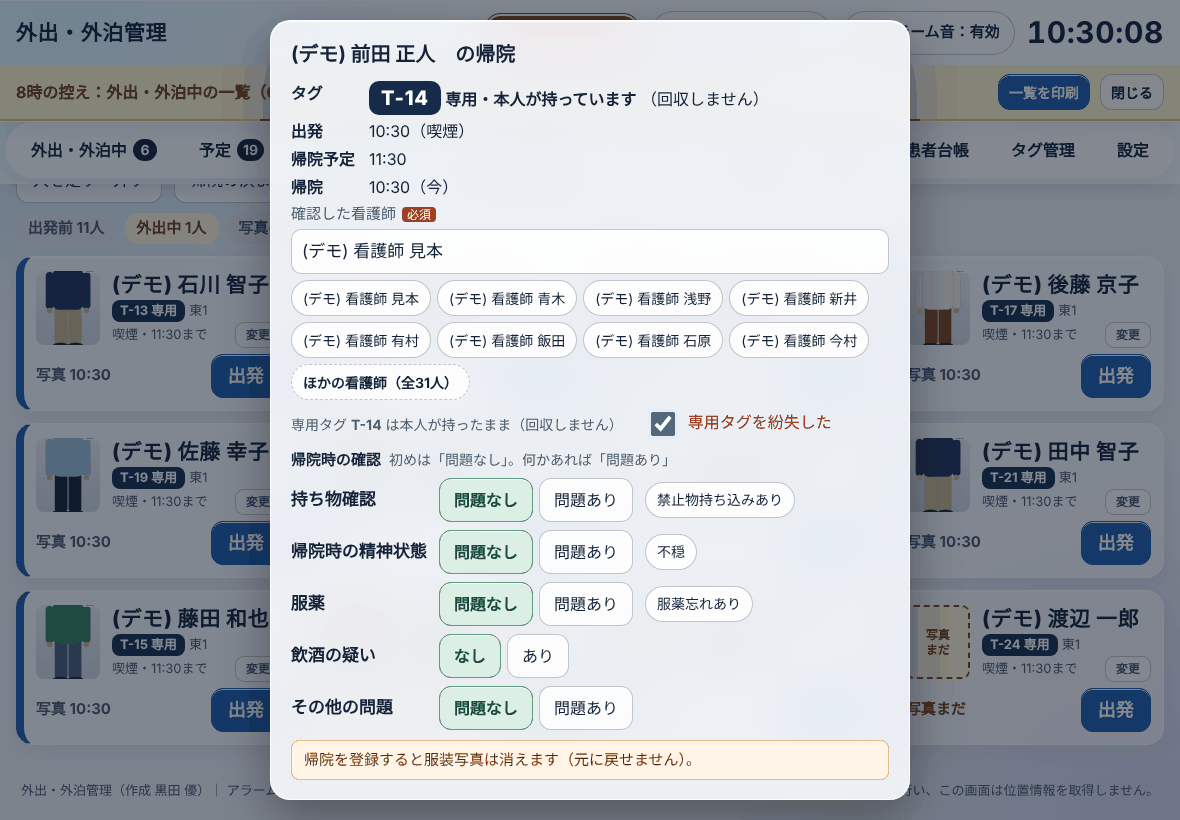 外出・外泊管理
ーム音：有効
10:30:08
8時の控え：外出・外泊中の一覧
一覧を印刷
閉じる
外出・外泊中 6
予定 19
患者台帳
タグ管理
設定
出発前 11人
外出中 1人
写真
(デモ) 石川 智子
T-13 専用 東1
喫煙・11:30まで
変更
写真 10:30
出発
(デモ) 佐藤 幸子
T-19 専用 東1
喫煙・11:30まで
変更
写真 10:30
出発
(デモ) 藤田 和也
T-15 専用 東1
喫煙・11:30まで
変更
写真 10:30
出発
(デモ) 前田 正人　の帰院
タグ
T-14 専用・本人が持っています （回収しません）
出発 10:30（喫煙）
帰院予定 11:30
帰院 10:30（今）
確認した看護師 必須
(デモ) 看護師 見本
(デモ) 看護師 見本
(デモ) 看護師 青木
(デモ) 看護師 浅野
(デモ) 看護師 新井
(デモ) 看護師 有村
(デモ) 看護師 飯田
(デモ) 看護師 石原
(デモ) 看護師 今村
ほかの看護師（全31人）
専用タグ T-14 は本人が持ったまま（回収しません）
専用タグを紛失した
帰院時の確認 初めは「問題なし」。何かあれば「問題あり」
持ち物確認 問題なし 問題あり 禁止物持ち込みあり
帰院時の精神状態 問題なし 問題あり 不穏
服薬 問題なし 問題あり 服薬忘れあり
飲酒の疑い なし あり
その他の問題 問題なし 問題あり
帰院を登録すると服装写真は消えます（元に戻せません）。
(デモ) 後藤 京子
T-17 専用 東1
喫煙・11:30まで
変更
写真 10:30
出発
(デモ) 田中 智子
T-21 専用 東1
喫煙・11:30まで
変更
写真 10:30
出発
写真
まだ
(デモ) 渡辺 一郎
T-24 専用 東1
喫煙・11:30まで
変更
写真まだ
出発
外出・外泊管理（作成 黒田 優）｜ アラーム
い、この画面は位置情報を取得しません。